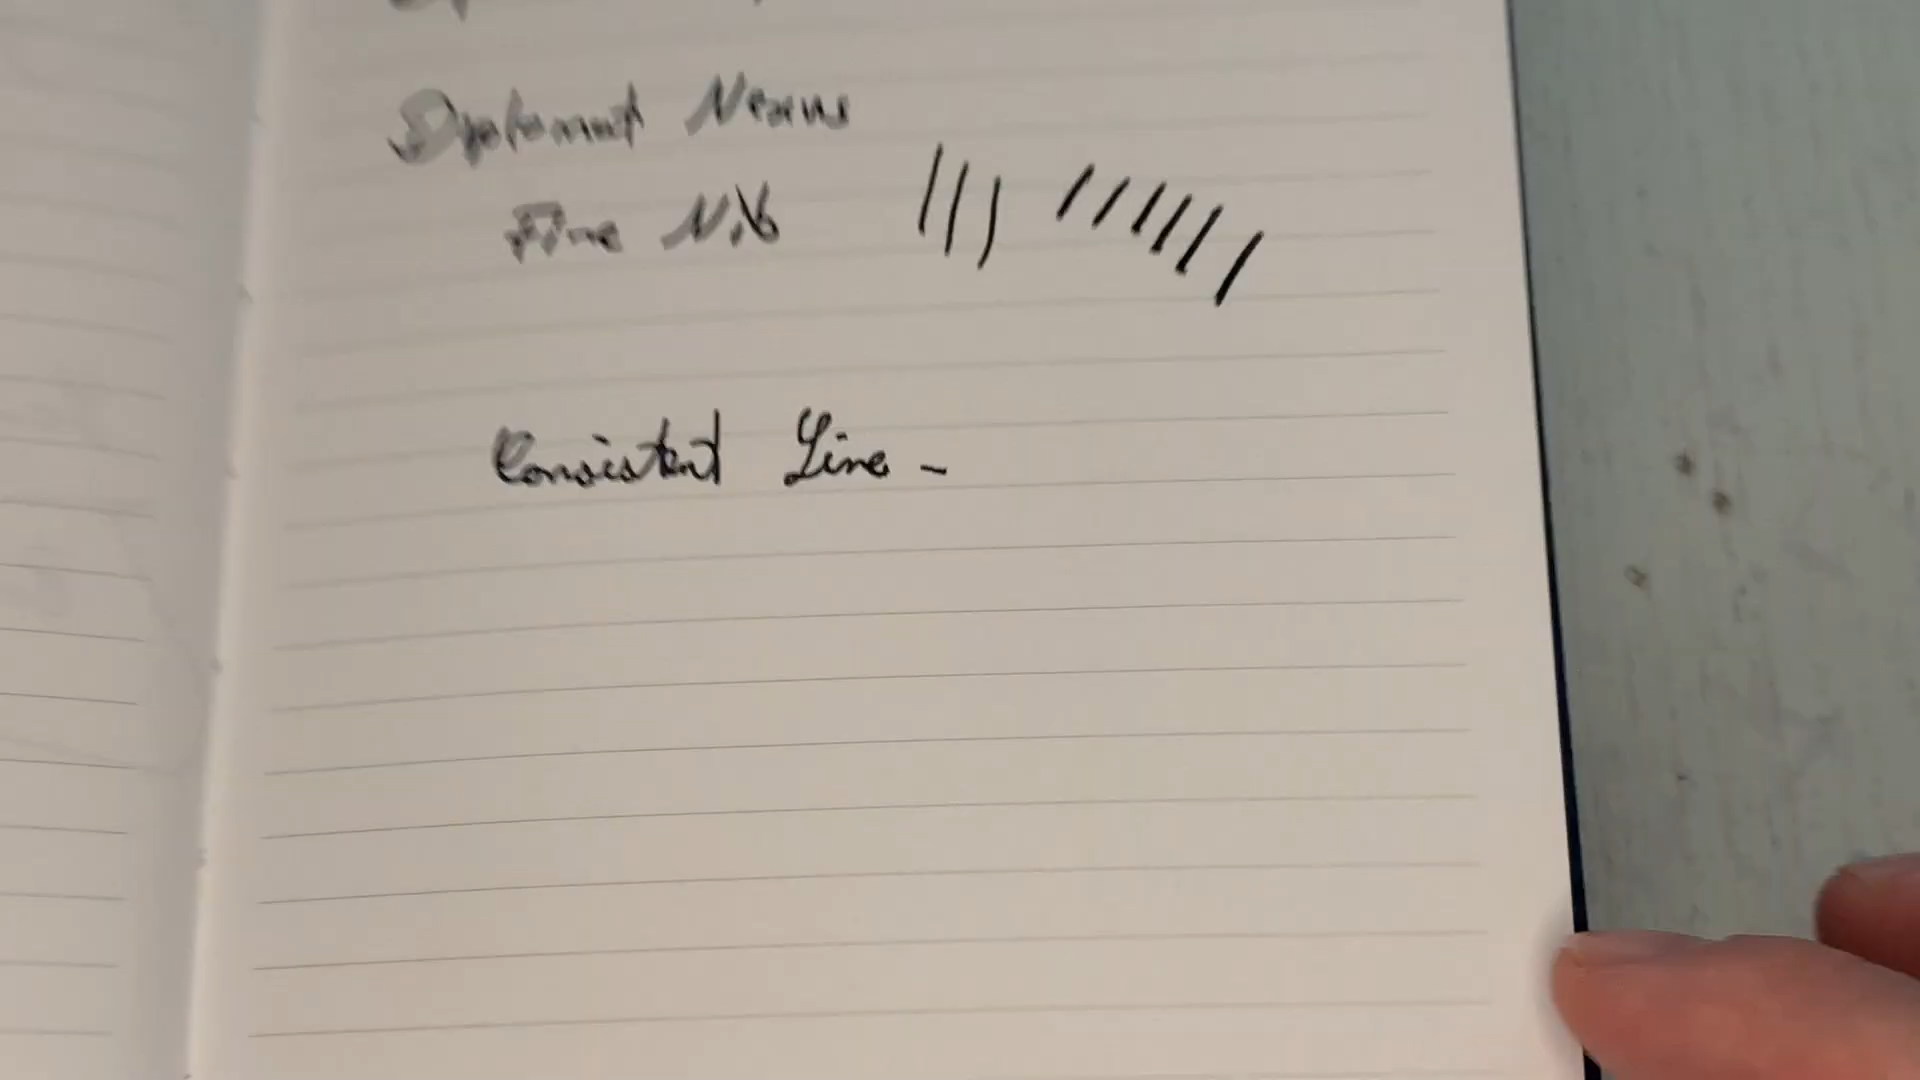 Diplomat Nexus
Fine Nib
Consistent Line -